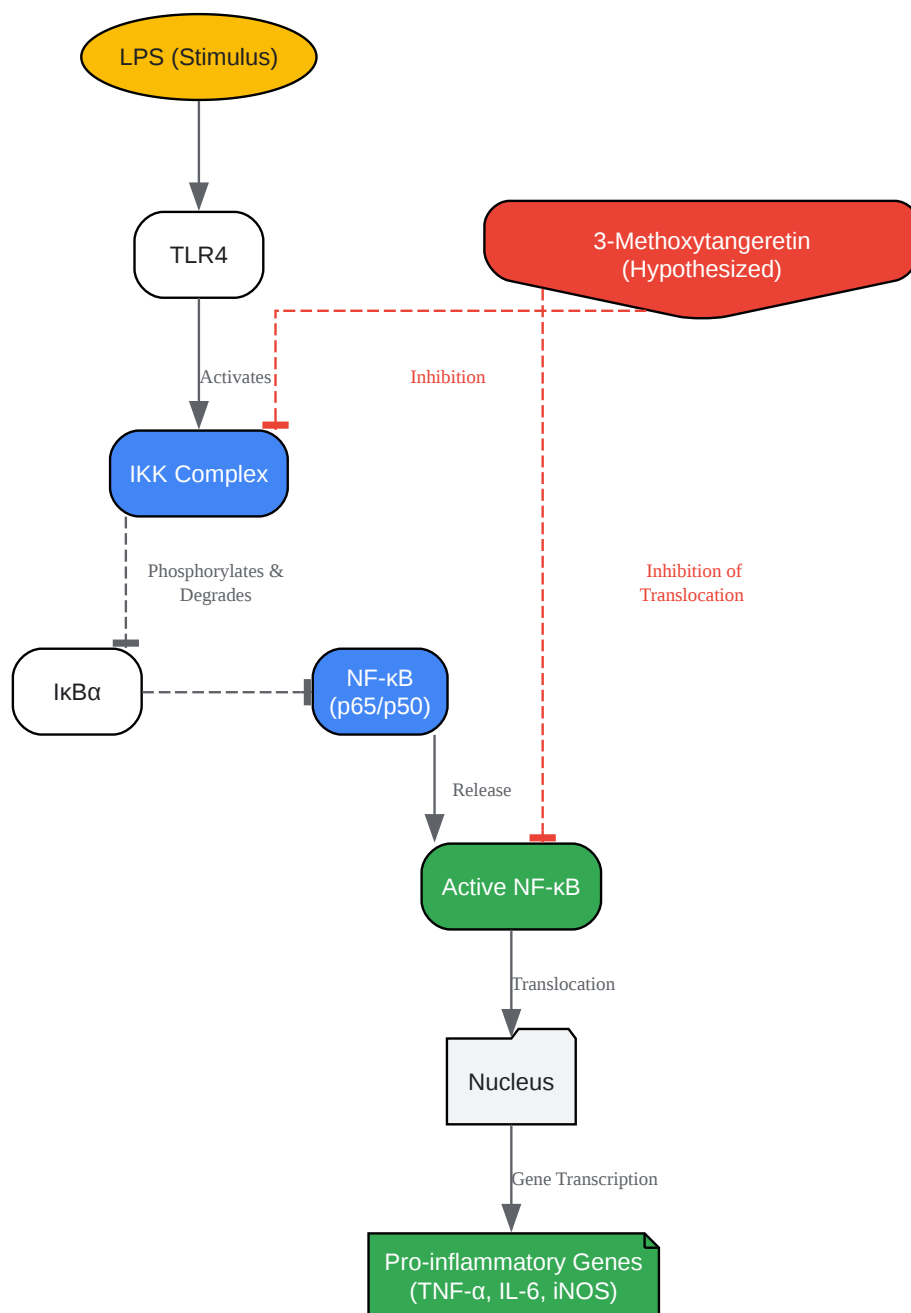 LPS (Stimulus)
TLR4
3-Methoxytangeretin
(Hypothesized)
Activates
Inhibition
IKK Complex
Phosphorylates &
Degrades
Inhibition of
Translocation
IκBα
NF-κB
(p65/p50)
Release
Active NF-κB
Translocation
Nucleus
Gene Transcription
Pro-inflammatory Genes
(TNF-α, IL-6, iNOS)